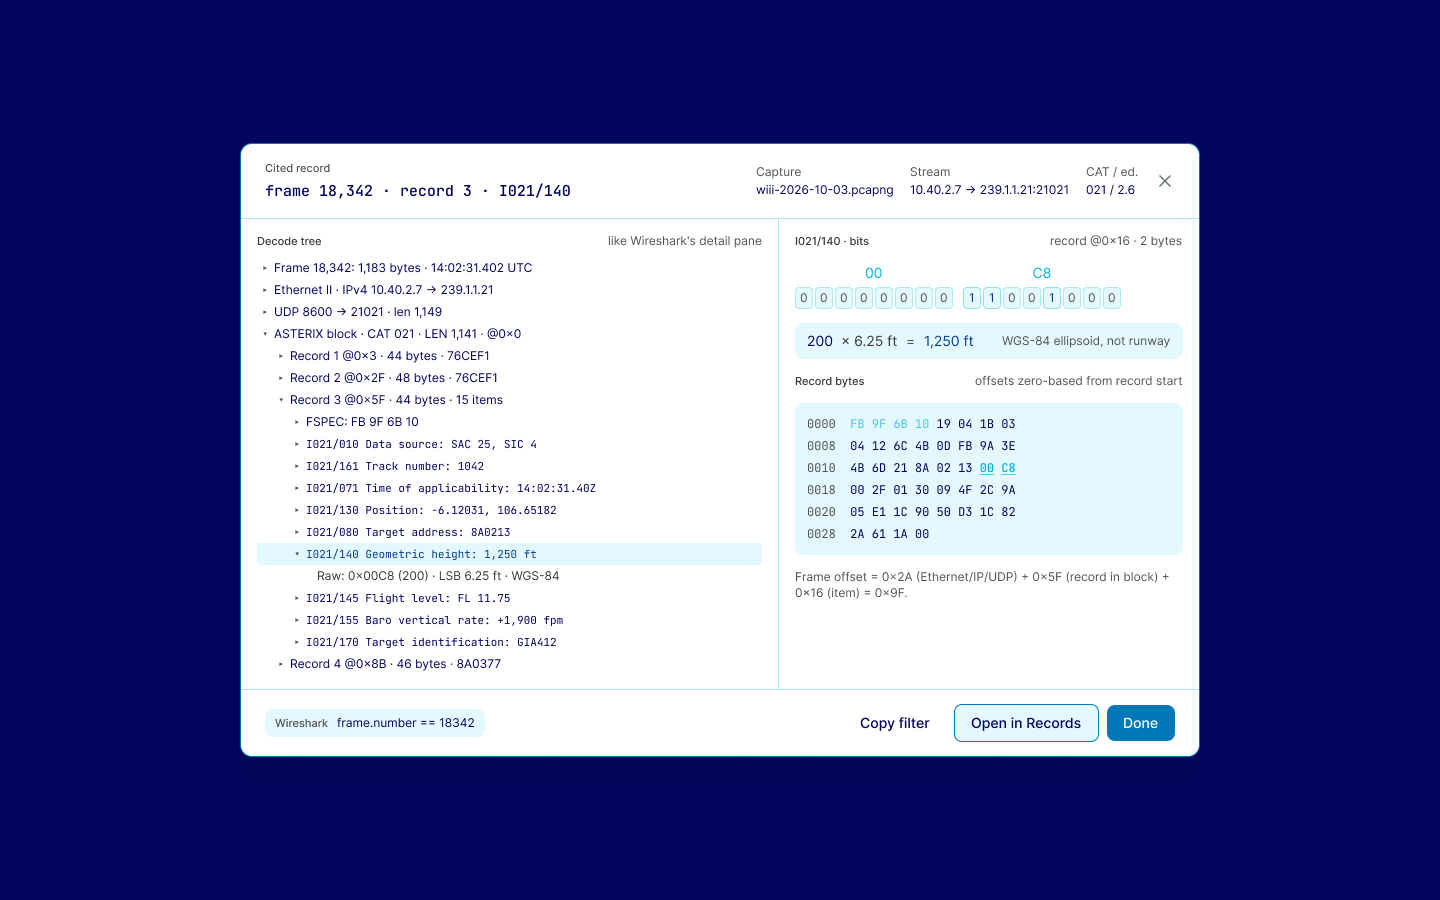 Cited record
frame 18,342 · record 3 · I021/140
Capture
wiii-2026-10-03.pcapng
Stream
10.40.2.7 → 239.1.1.21:21021
CAT / ed.
021 / 2.6
Decode tree
like Wireshark's detail pane
Frame 18,342: 1,183 bytes · 14:02:31.402 UTC
Ethernet II · IPv4 10.40.2.7 → 239.1.1.21
UDP 8600 → 21021 · len 1,149
ASTERIX block · CAT 021 · LEN 1,141 · @0×0
Record 1 @0×3 · 44 bytes · 76CEF1
Record 2 @0×2F · 48 bytes · 76CEF1
Record 3 @0×5F · 44 bytes · 15 items
FSPEC: FB 9F 6B 10
I021/010 Data source: SAC 25, SIC 4
I021/161 Track number: 1042
I021/071 Time of applicability: 14:02:31.40Z
I021/130 Position: -6.12031, 106.65182
I021/080 Target address: 8A0213
I021/140 Geometric height: 1,250 ft
Raw: 0×00C8 (200) · LSB 6.25 ft · WGS-84
I021/145 Flight level: FL 11.75
I021/155 Baro vertical rate: +1,900 fpm
I021/170 Target identification: GIA412
Record 4 @0×8B · 46 bytes · 8A0377
I021/140 · bits
record @0×16 · 2 bytes
00 C8
0 0 0 0 0 0 0 0 1 1 0 0 1 0 0 0
200 × 6.25 ft = 1,250 ft
WGS-84 ellipsoid, not runway
Record bytes
offsets zero-based from record start
0000 FB 9F 6B 10 19 04 1B 03
0008 04 12 6C 4B 0D FB 9A 3E
0010 4B 6D 21 8A 02 13 00 C8
0018 00 2F 01 30 09 4F 2C 9A
0020 05 E1 1C 90 50 D3 1C 82
0028 2A 61 1A 00
Frame offset = 0×2A (Ethernet/IP/UDP) + 0×5F (record in block) +
0×16 (item) = 0×9F.
Wireshark frame.number == 18342
Copy filter
Open in Records
Done